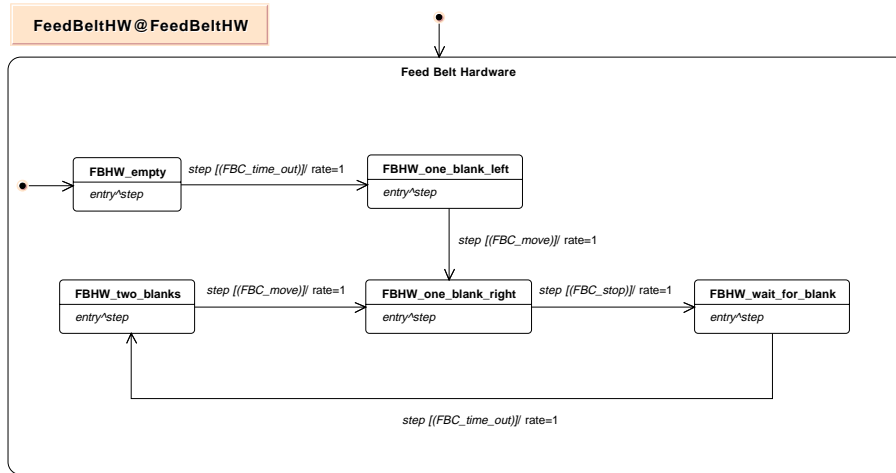 FeedBeltHW@FeedBeltHW
Feed Belt Hardware
FBHW_empty
entry^step
step [(FBC_time_out)]/ rate=1
FBHW_one_blank_left
entry^step
step [(FBC_move)]/ rate=1
FBHW_two_blanks
entry^step
step [(FBC_move)]/ rate=1
FBHW_one_blank_right
entry^step
step [(FBC_stop)]/ rate=1
FBHW_wait_for_blank
entry^step
step [(FBC_time_out)]/ rate=1